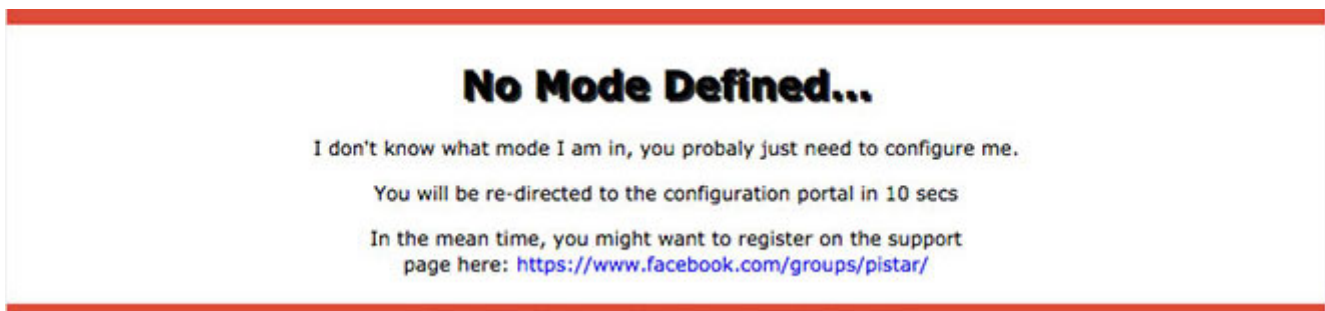 No Mode Defined...
I don't know what mode I am in, you probaly just need to configure me.
You will be re-directed to the configuration portal in 10 secs
In the mean time, you might want to register on the support
page here: https://www.facebook.com/groups/pistar/